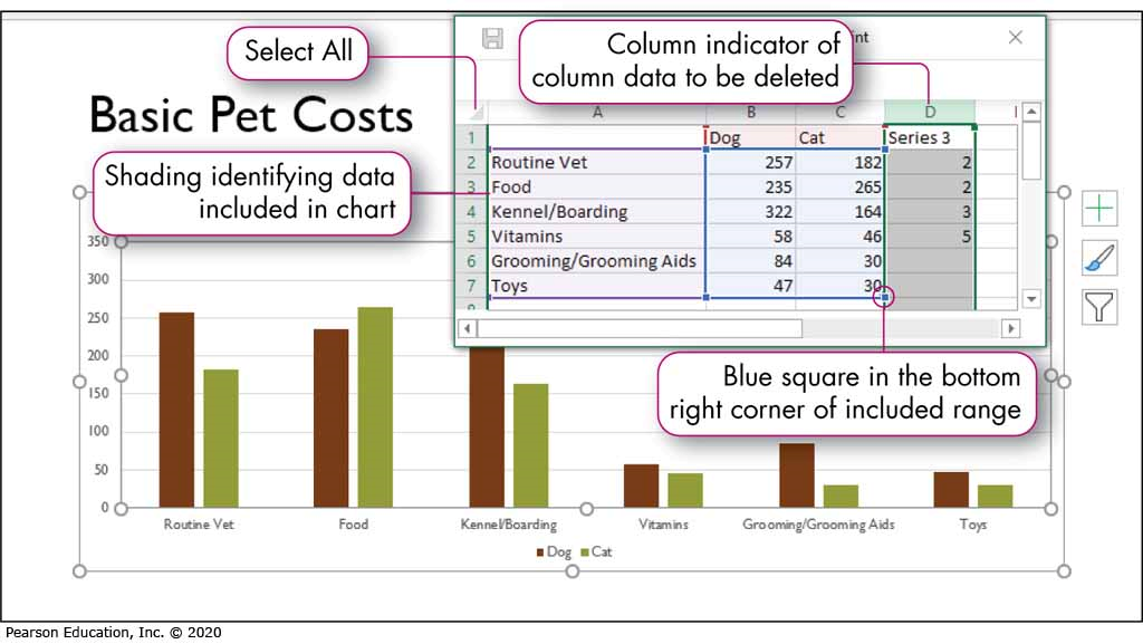 Select All
Column indicator of
column data to be deleted
Basic Pet Costs
Shading identifying data
included in chart
A B C D
1 Dog Cat Series 3
2 Routine Vet 257 182 2
3 Food 235 265 2
4 Kennel/Boarding 322 164 3
5 Vitamins 58 46 5
6 Grooming/Grooming Aids 84 30
7 Toys 47 30
Blue square in the bottom
right corner of included range
350
300
250
200
150
100
50
0
Routine Vet Food Kennel/Boarding Vitamins Grooming/Grooming Aids Toys
Dog Cat
Pearson Education, Inc. © 2020